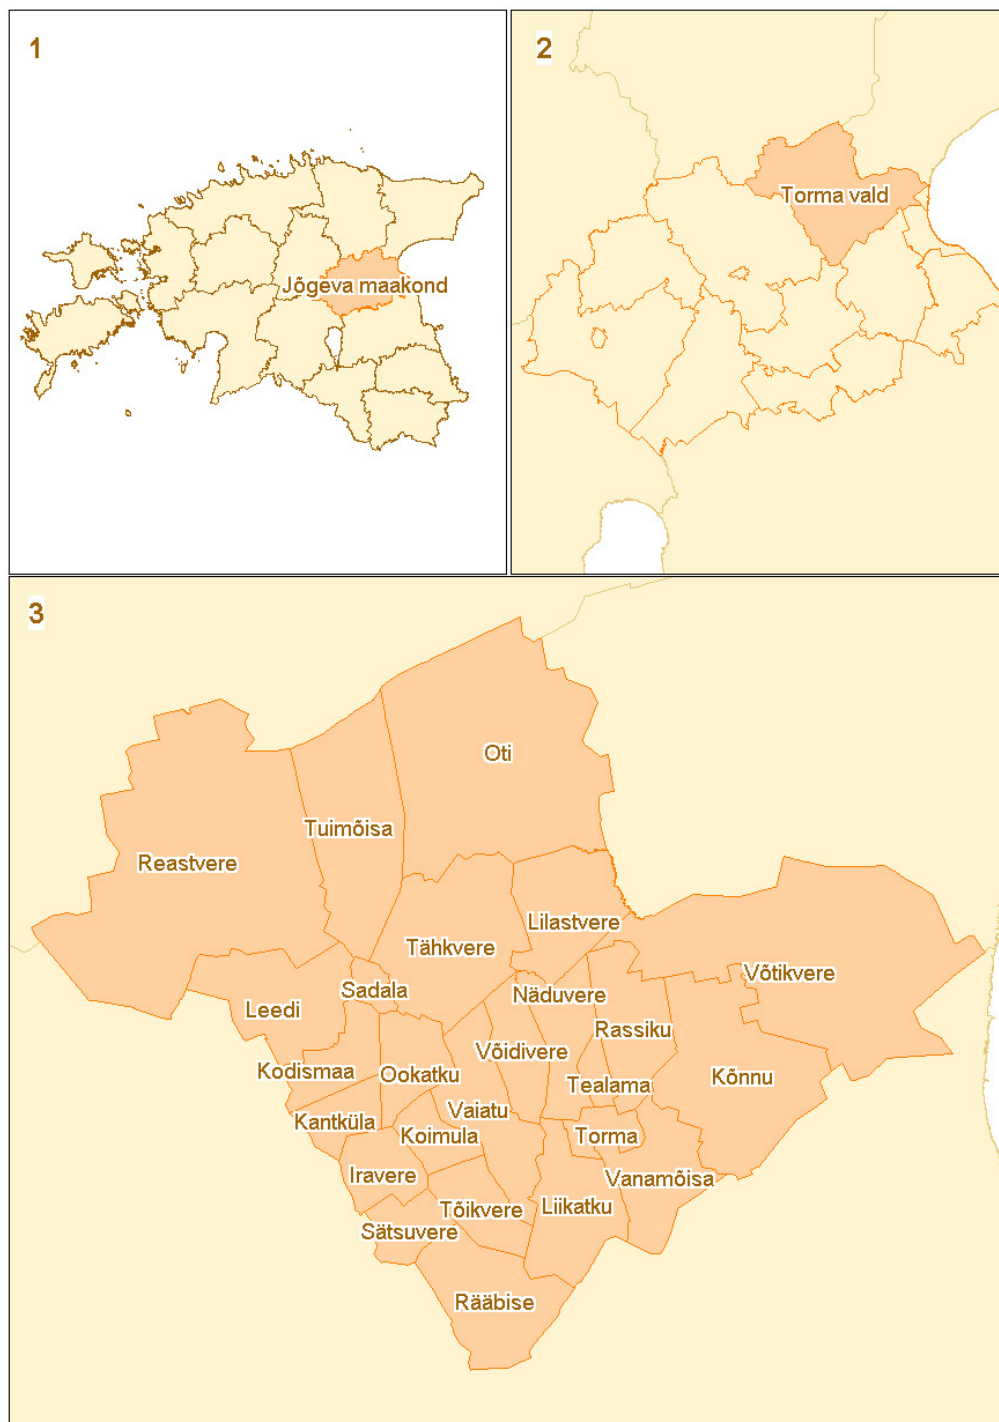 1
Jõgeva maakond
2
Torma vald
3
Oti
Tuimõisa
Reastvere
Lilastvere
Tähkvere
Võtikvere
Sadala
Näduvere
Leedi
Rassiku
Võidivere
Kodismaa
Ookatku
Tealama
Kõnnu
Vaiatu
Kantküla
Koimula
Torma
Iravere
Vanamõisa
Tõikvere
Liikatku
Sätsuvere
Rääbise